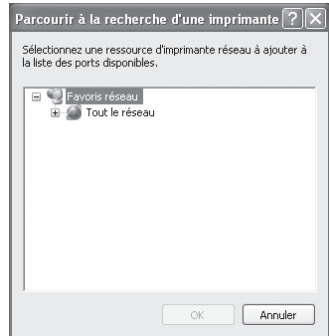 Parcourir à la recherche d'une imprimante
Sélectionnez une ressource d'imprimante réseau à ajouter à
la liste des ports disponibles.
Favoris réseau
Tout le réseau
OK Annuler